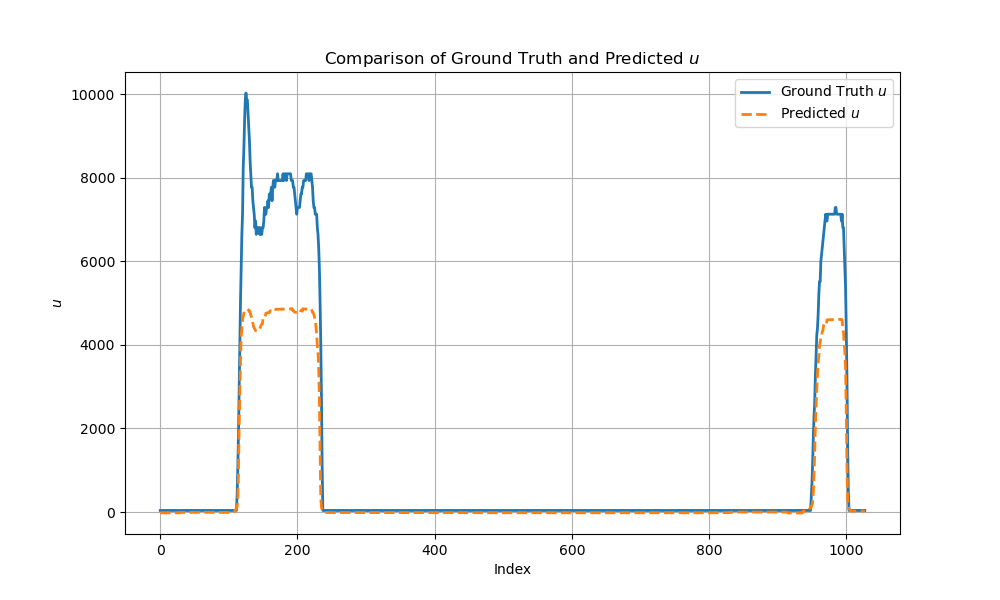 Comparison of Ground Truth and Predicted u
Ground Truth u
Predicted u
10000
8000
6000
4000
2000
0
u
0 200 400 600 800 1000
Index